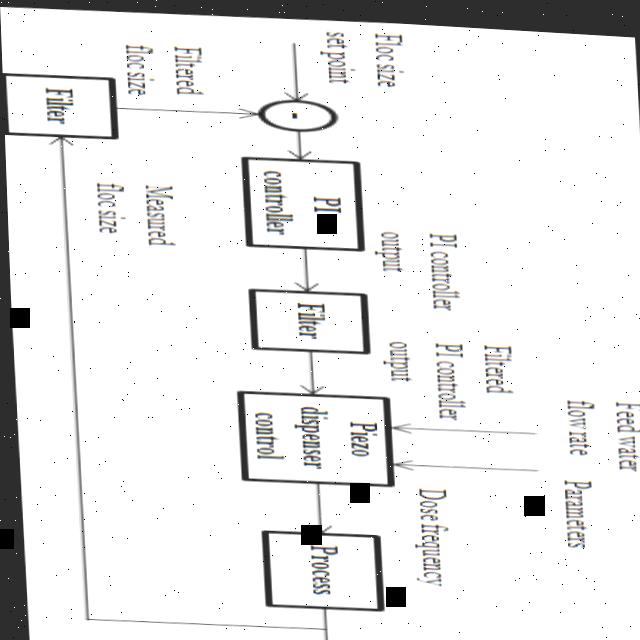 Floc size
set point
Filtered
floc size
Filter
PI
controller
Measured
floc size
PI controller
output
Filter
Filtered
PI controller
output
Feed water
flow rate
Parameters
Piezo
dispenser
control
Dose frequency
Process